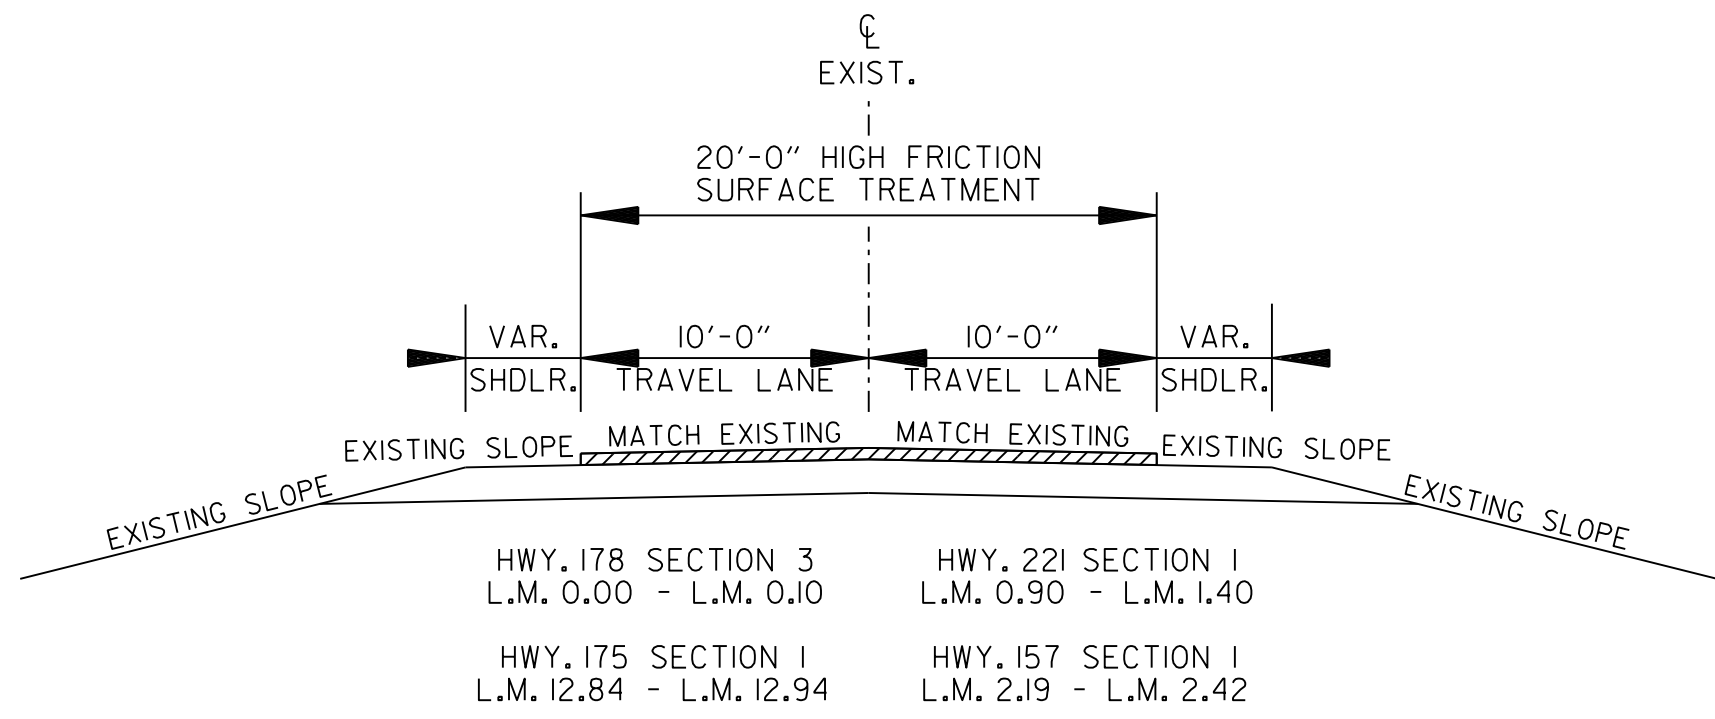 ℄
EXIST.
20'-0" HIGH FRICTION
SURFACE TREATMENT
VAR.
SHDLR.
10'-0"
TRAVEL LANE
10'-0"
TRAVEL LANE
VAR.
SHDLR.
EXISTING SLOPE
EXISTING SLOPE
MATCH EXISTING
MATCH EXISTING
EXISTING SLOPE
EXISTING SLOPE
HWY. 178 SECTION 3
L.M. 0.00 - L.M. 0.10
HWY. 221 SECTION 1
L.M. 0.90 - L.M. 1.40
HWY. 175 SECTION 1
L.M. 12.84 - L.M. 12.94
HWY. 157 SECTION 1
L.M. 2.19 - L.M. 2.42